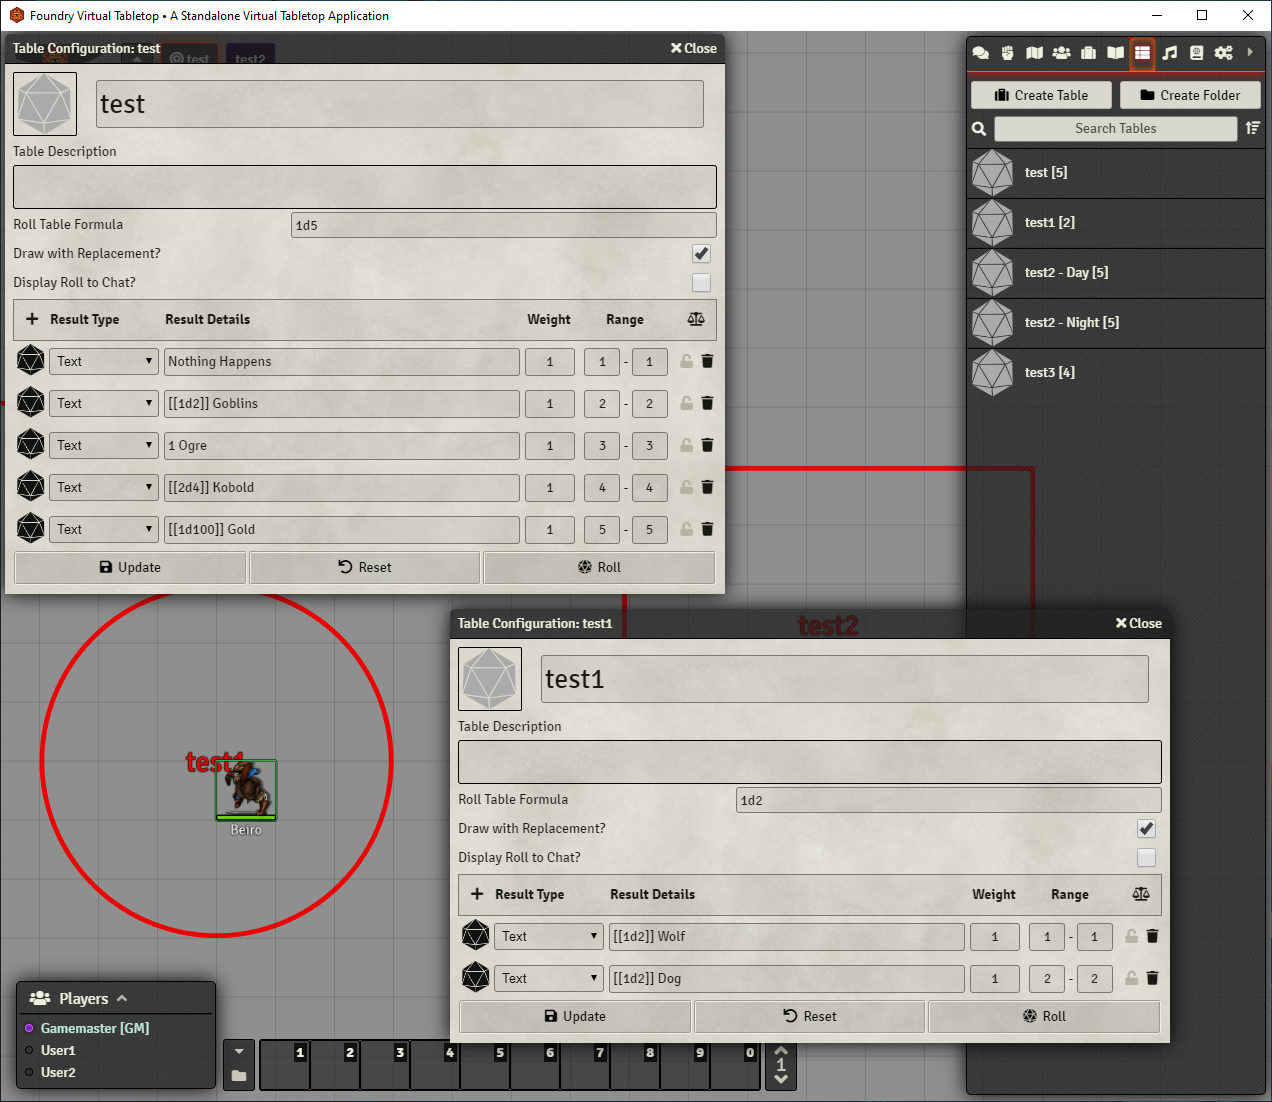 Foundry Virtual Tabletop • A Standalone Virtual Tabletop Application
Table Configuration: test
Close
test
test2
test
Table Description
Roll Table Formula
1d5
Draw with Replacement?
Display Roll to Chat?
Result Type Result Details Weight Range
Text Nothing Happens 1 1 - 1
Text [[1d2]] Goblins 1 2 - 2
Text 1 Ogre 1 3 - 3
Text [[2d4]] Kobold 1 4 - 4
Text [[1d100]] Gold 1 5 - 5
Update Reset Roll
Create Table Create Folder
Search Tables
test [5]
test1 [2]
test2 - Day [5]
test2 - Night [5]
test3 [4]
test2
test1
Beiro
Table Configuration: test1
Close
test1
Table Description
Roll Table Formula
1d2
Draw with Replacement?
Display Roll to Chat?
Result Type Result Details Weight Range
Text [[1d2]] Wolf 1 1 - 1
Text [[1d2]] Dog 1 2 - 2
Update Reset Roll
Players
Gamemaster [GM]
User1
User2
1 2 3 4 5 6 7 8 9 0
1